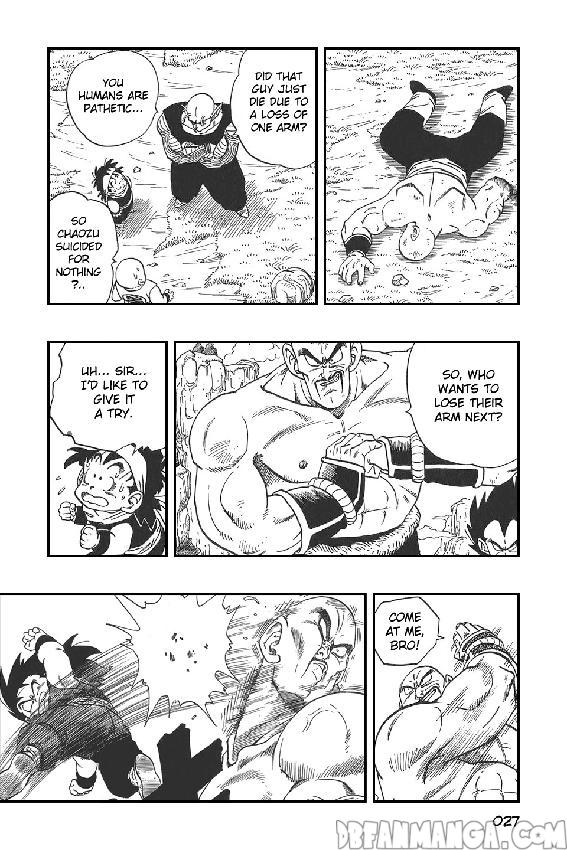 DID THAT
GUY JUST
DIE DUE TO
A LOSS OF
ONE ARM?
YOU
HUMANS ARE
PATHETIC...
SO
CHAOZU
SUICIDED
FOR
NOTHING
?..
SO, WHO
WANTS TO
LOSE THEIR
ARM NEXT?
UH... SIR...
I'D LIKE TO
GIVE IT
A TRY.
COME
AT ME,
BRO!
027
DBFANMANGA.COM